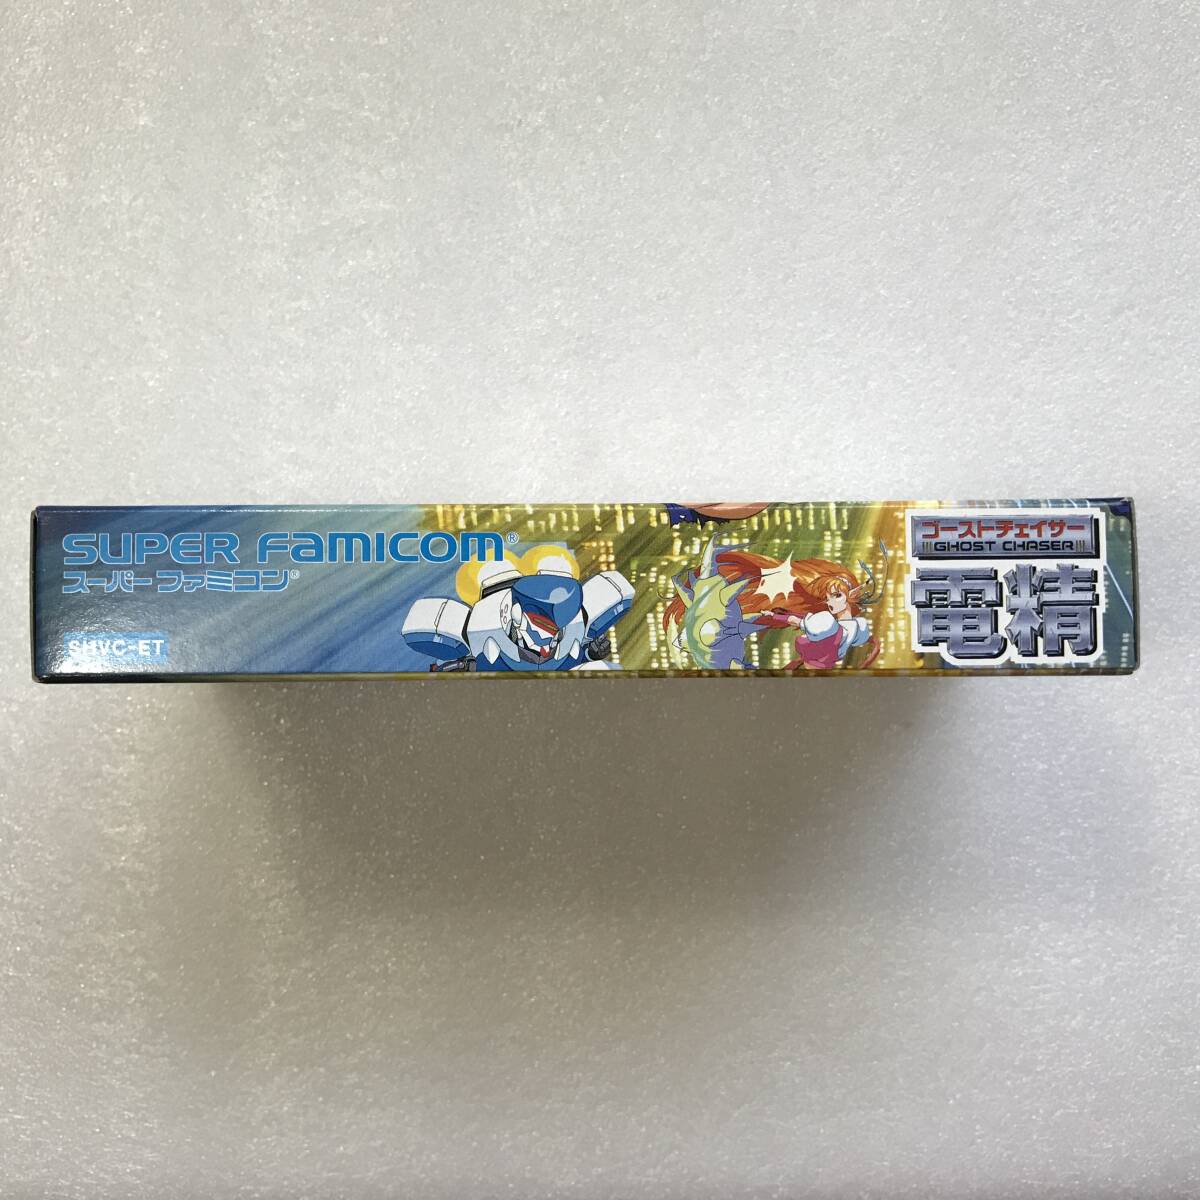 SUPER FAMICOM®
スーパーファミコン®
SHVC-ET
ゴーストチェイサー
GHOST CHASER
電精